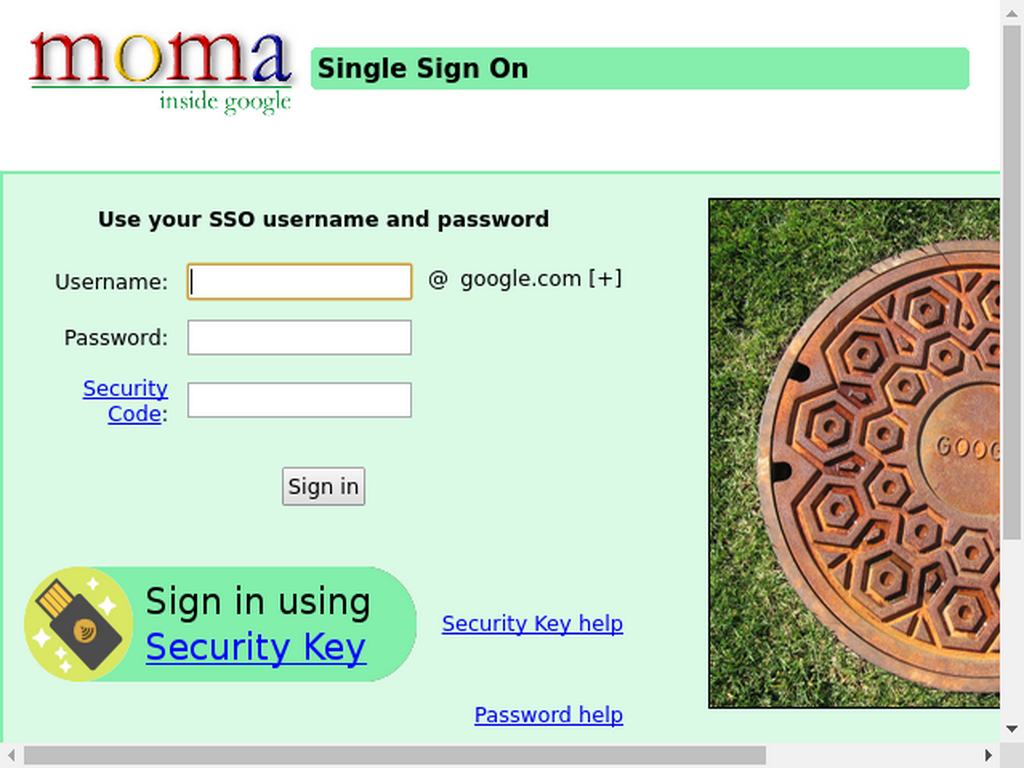 moma
inside google
Single Sign On
Use your SSO username and password
Username:
@ google.com [+]
Password:
Security
Code:
Sign in
Sign in using
Security Key
Security Key help
Password help
GOOG